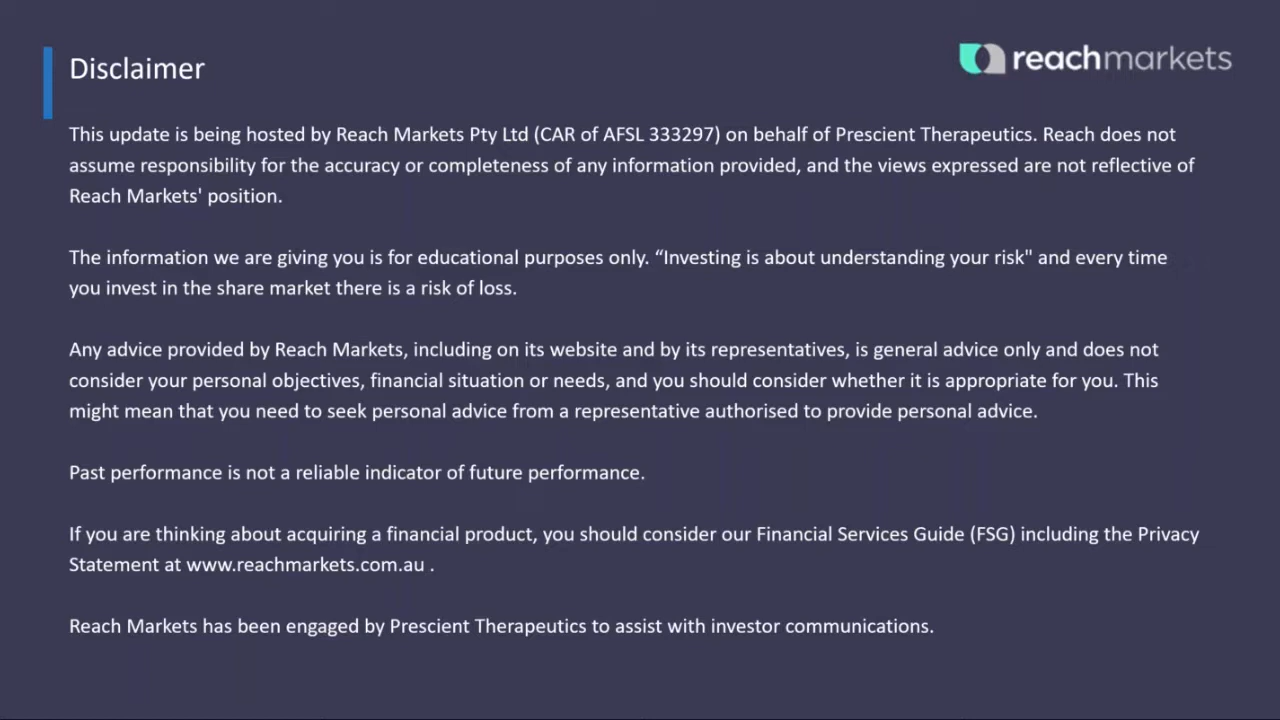 Disclaimer
reachmarkets
This update is being hosted by Reach Markets Pty Ltd (CAR of AFSL 333297) on behalf of Prescient Therapeutics. Reach does not
assume responsibility for the accuracy or completeness of any information provided, and the views expressed are not reflective of
Reach Markets' position.
The information we are giving you is for educational purposes only. “Investing is about understanding your risk" and every time
you invest in the share market there is a risk of loss.
Any advice provided by Reach Markets, including on its website and by its representatives, is general advice only and does not
consider your personal objectives, financial situation or needs, and you should consider whether it is appropriate for you. This
might mean that you need to seek personal advice from a representative authorised to provide personal advice.
Past performance is not a reliable indicator of future performance.
If you are thinking about acquiring a financial product, you should consider our Financial Services Guide (FSG) including the Privacy
Statement at www.reachmarkets.com.au .
Reach Markets has been engaged by Prescient Therapeutics to assist with investor communications.